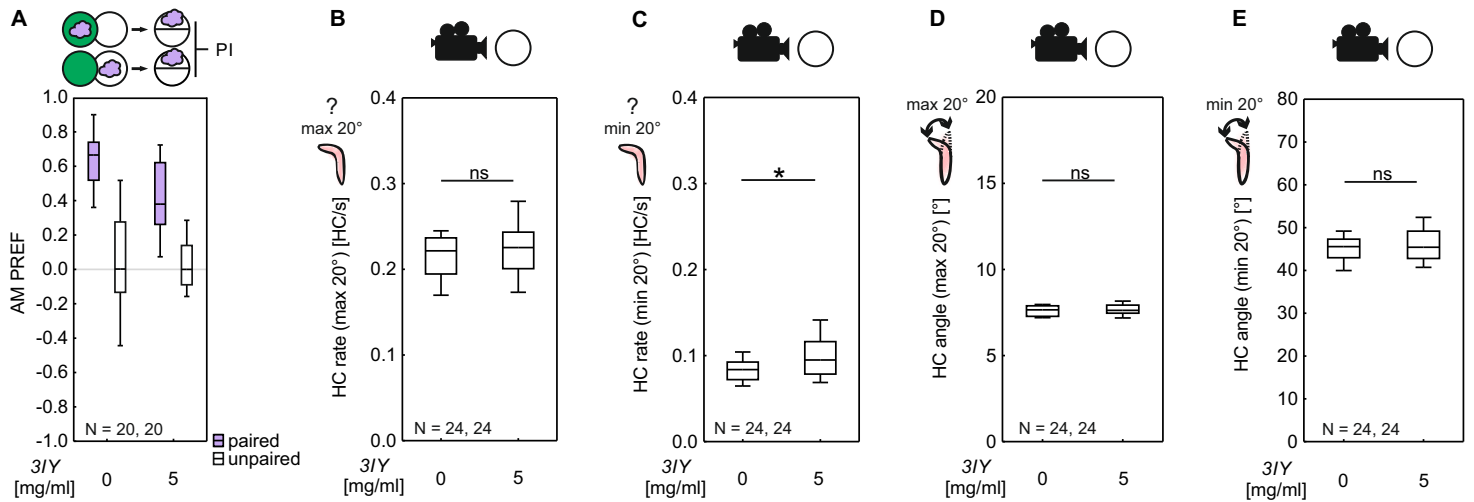 A
PI
AM PREF
1.0
0.8
0.6
0.4
0.2
0.0
-0.2
-0.4
-0.6
-0.8
-1.0
N = 20, 20
paired
unpaired
3IY
[mg/ml]
0
5
B
?
max 20°
HC rate (max 20°) [HC/s]
0.4
0.3
0.2
0.1
0.0
ns
N = 24, 24
3IY
[mg/ml]
0
5
C
?
min 20°
HC rate (min 20°) [HC/s]
0.4
0.3
0.2
0.1
0.0
*
N = 24, 24
3IY
[mg/ml]
0
5
D
max 20°
HC angle (max 20°) [°]
20
15
10
5
0
ns
N = 24, 24
3IY
[mg/ml]
0
5
E
min 20°
HC angle (min 20°) [°]
80
70
60
50
40
30
20
10
0
ns
N = 24, 24
3IY
[mg/ml]
0
5